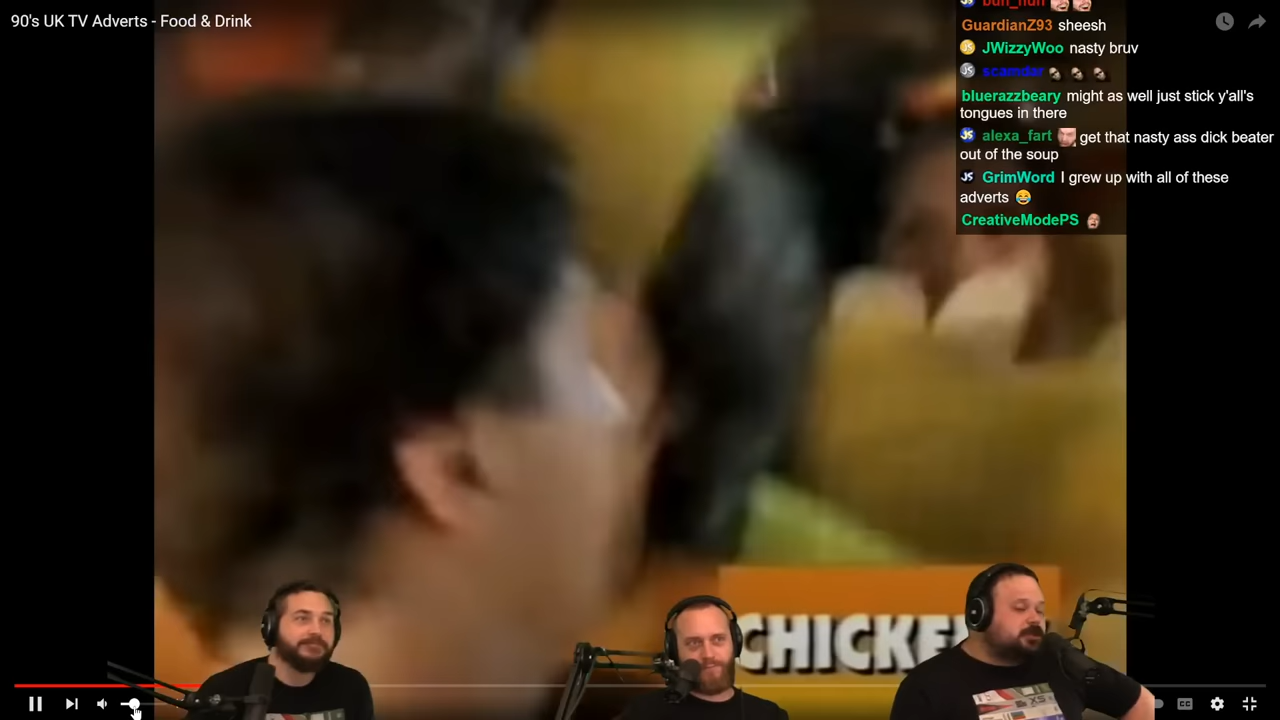 90's UK TV Adverts - Food & Drink
GuardianZ93 sheesh
JWizzyWoo nasty bruv
scamdar
bluerazzbeary might as well just stick y'all's
tongues in there
alexa_fart get that nasty ass dick beater
out of the soup
GrimWord I grew up with all of these
adverts 😂
CreativeModePS
XS